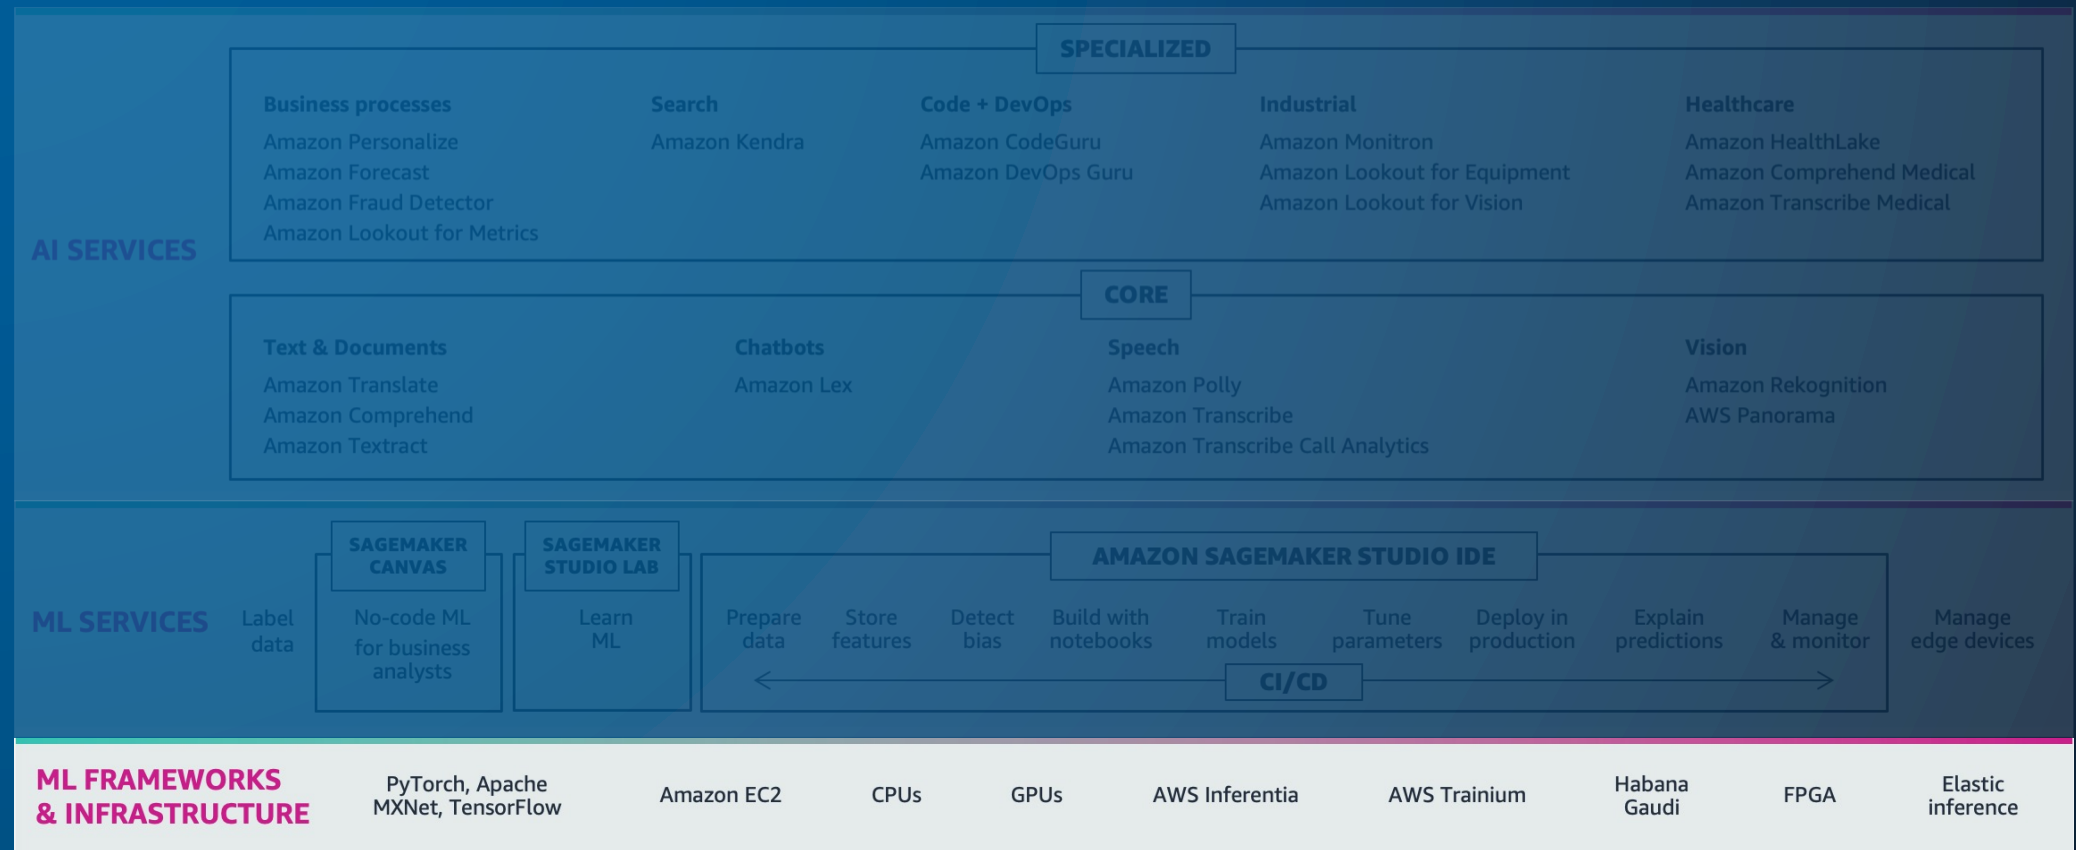 SPECIALIZED
Business processes
Amazon Personalize
Amazon Forecast
Amazon Fraud Detector
Amazon Lookout for Metrics
Search
Amazon Kendra
Code + DevOps
Amazon CodeGuru
Amazon DevOps Guru
Industrial
Amazon Monitron
Amazon Lookout for Equipment
Amazon Lookout for Vision
Healthcare
Amazon HealthLake
Amazon Comprehend Medical
Amazon Transcribe Medical
AI SERVICES
CORE
Text & Documents
Amazon Translate
Amazon Comprehend
Amazon Textract
Chatbots
Amazon Lex
Speech
Amazon Polly
Amazon Transcribe
Amazon Transcribe Call Analytics
Vision
Amazon Rekognition
AWS Panorama
ML SERVICES
Label
data
SAGEMAKER
CANVAS
No-code ML
for business
analysts
SAGEMAKER
STUDIO LAB
Learn
ML
AMAZON SAGEMAKER STUDIO IDE
Prepare
data
Store
features
Detect
bias
Build with
notebooks
Train
models
Tune
parameters
Deploy in
production
Explain
predictions
Manage
& monitor
CI/CD
Manage
edge devices
ML FRAMEWORKS
& INFRASTRUCTURE
PyTorch, Apache
MXNet, TensorFlow
Amazon EC2
CPUs
GPUs
AWS Inferentia
AWS Trainium
Habana
Gaudi
FPGA
Elastic
inference